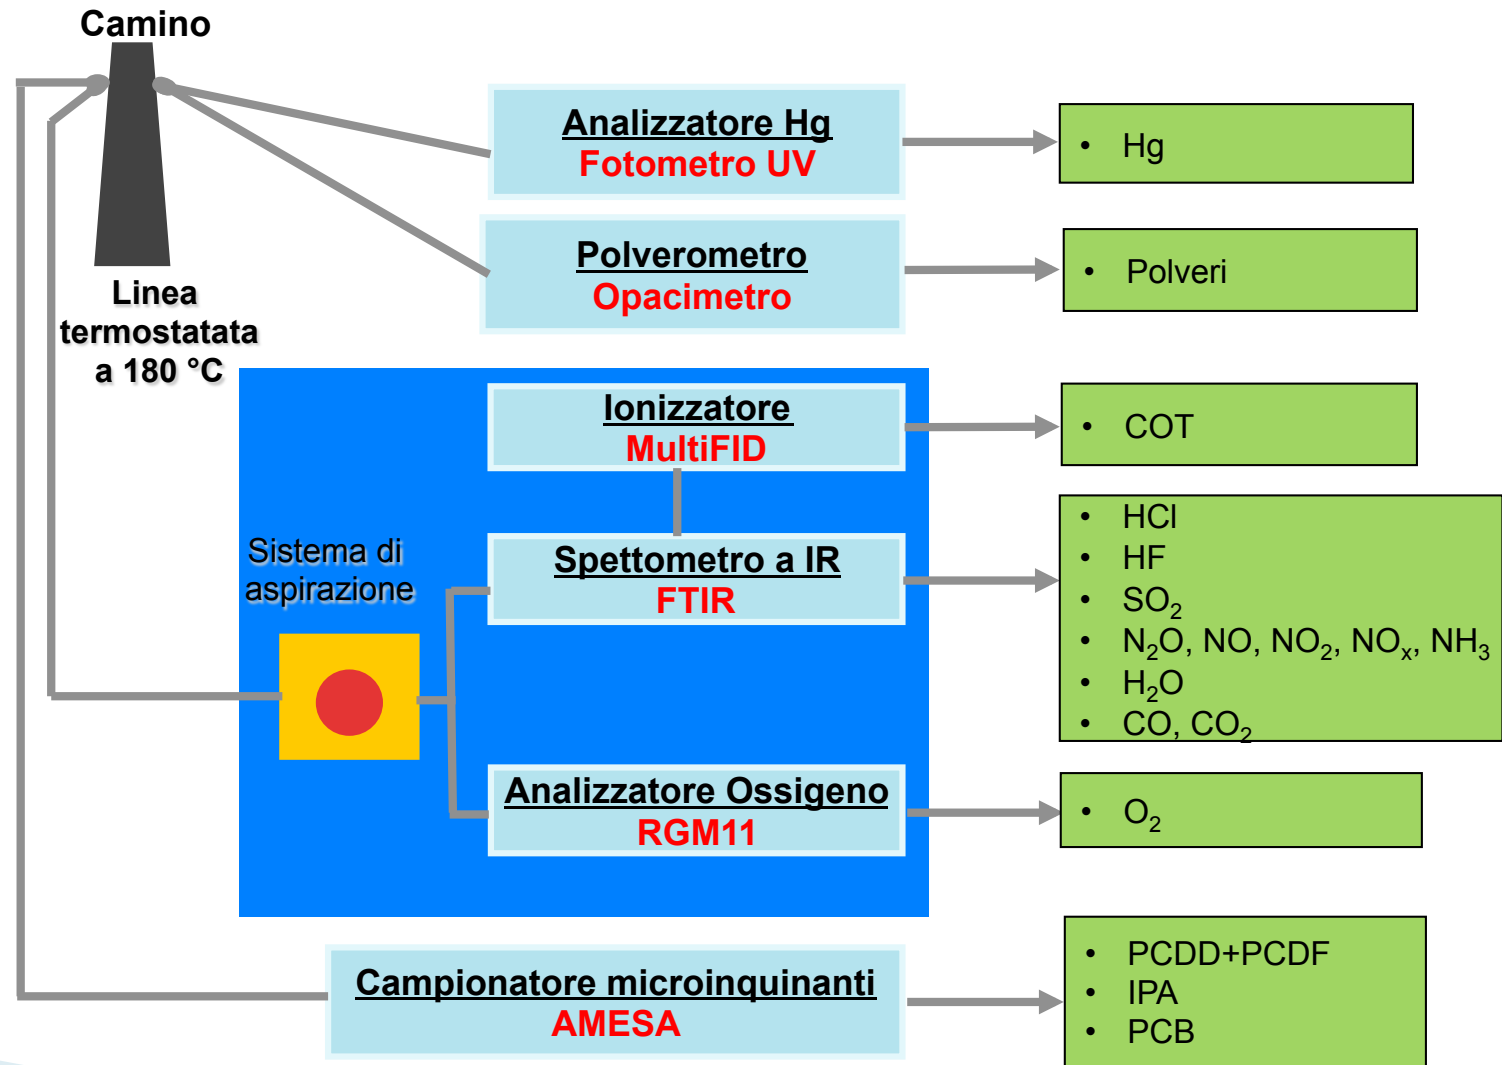 Camino
Analizzatore Hg
Fotometro UV
• Hg
Polverometro
Opacimetro
• Polveri
Linea
termostatata
a 180 °C
Ionizzatore
MultiFID
• COT
Sistema di
aspirazione
Spettometro a IR
FTIR
• HCl
• HF
• SO₂
• N₂O, NO, NO₂, NOₓ, NH₃
• H₂O
• CO, CO₂
Analizzatore Ossigeno
RGM11
• O₂
Campionatore microinquinanti
AMESA
• PCDD+PCDF
• IPA
• PCB